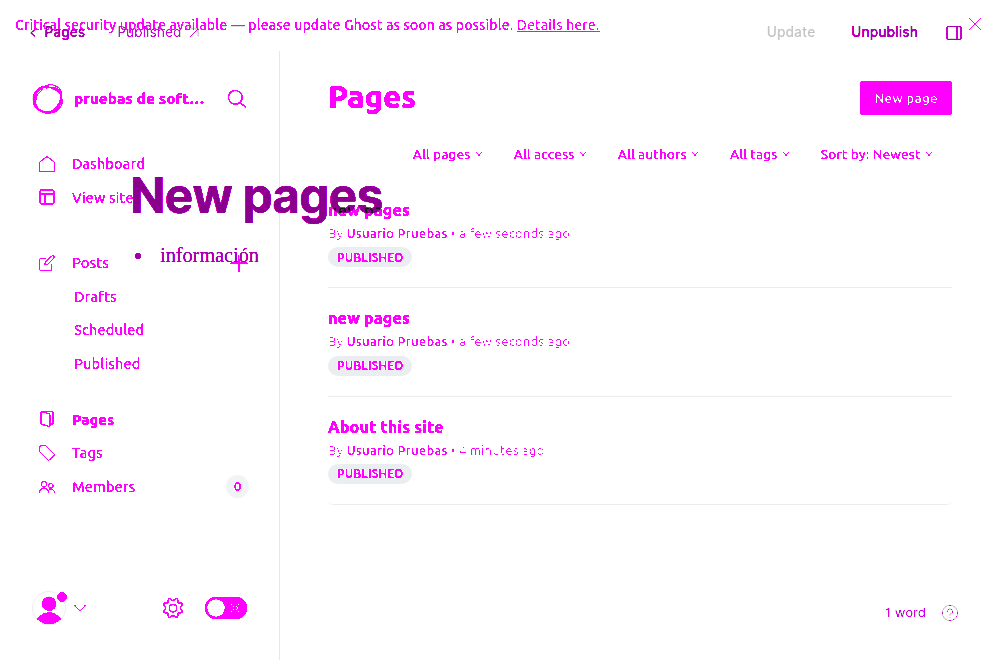 Critical security update available — please update Ghost as soon as possible. Details here.
Pages
Published
Update
Unpublish
pruebas de soft...
Pages
New page
All pages
All access
All authors
All tags
Sort by: Newest
Dashboard
View site
New pages
new pages
By Usuario Pruebas • a few seconds ago
PUBLISHED
• información
Posts
Drafts
Scheduled
Published
new pages
By Usuario Pruebas • a few seconds ago
PUBLISHED
Pages
Tags
Members
0
About this site
By Usuario Pruebas • 4 minutes ago
PUBLISHED
1 word
?